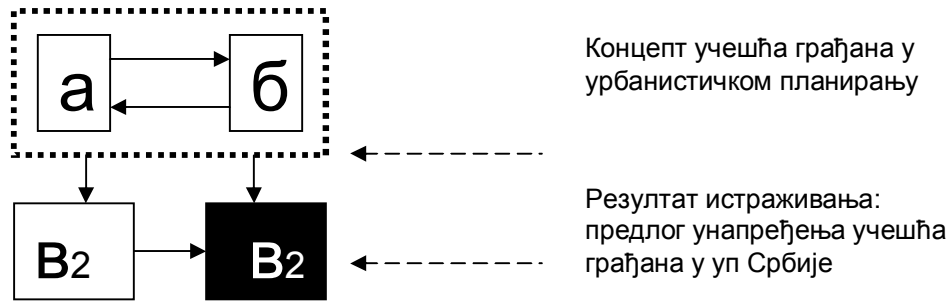 а
б
Концепт учешћа грађана у
урбанистичком планирању
В2
В2
Резултат истраживања:
предлог унапређења учешћа
грађана у уп Србије